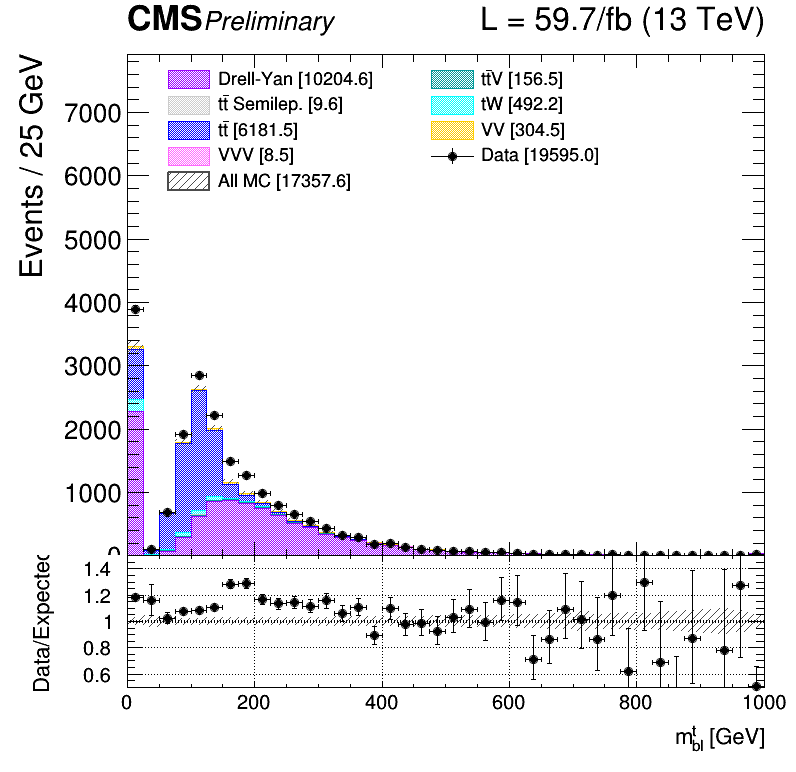 CMS Preliminary L = 59.7/fb (13 TeV)
Events / 25 GeV
Drell-Yan [10204.6]
tt̄ Semilep. [9.6]
tt̄ [6181.5]
VVV [8.5]
All MC [17357.6]
tt̄V [156.5]
tW [492.2]
VV [304.5]
Data [19595.0]
7000
6000
5000
4000
3000
2000
1000
0
Data/Expected
1.4
1.2
1
0.8
0.6
0 200 400 600 800 1000
m^t_bl [GeV]